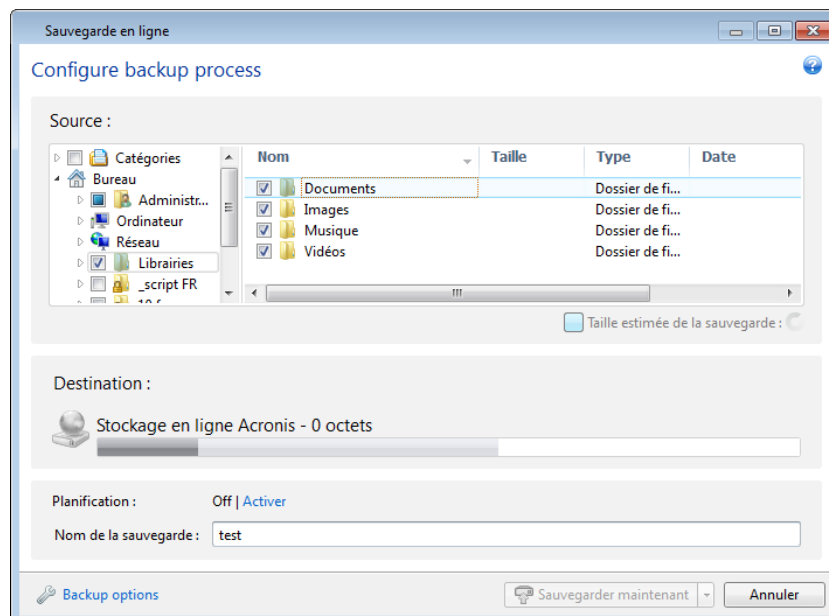 Sauvegarde en ligne
Configure backup process
Source :
Catégories
Bureau
Administr...
Ordinateur
Réseau
Librairies
_script FR
Nom Taille Type Date
Documents Dossier de fi...
Images Dossier de fi...
Musique Dossier de fi...
Vidéos Dossier de fi...
Taille estimée de la sauvegarde :
Destination :
Stockage en ligne Acronis - 0 octets
Planification : Off | Activer
Nom de la sauvegarde : test
Backup options Sauvegarder maintenant Annuler